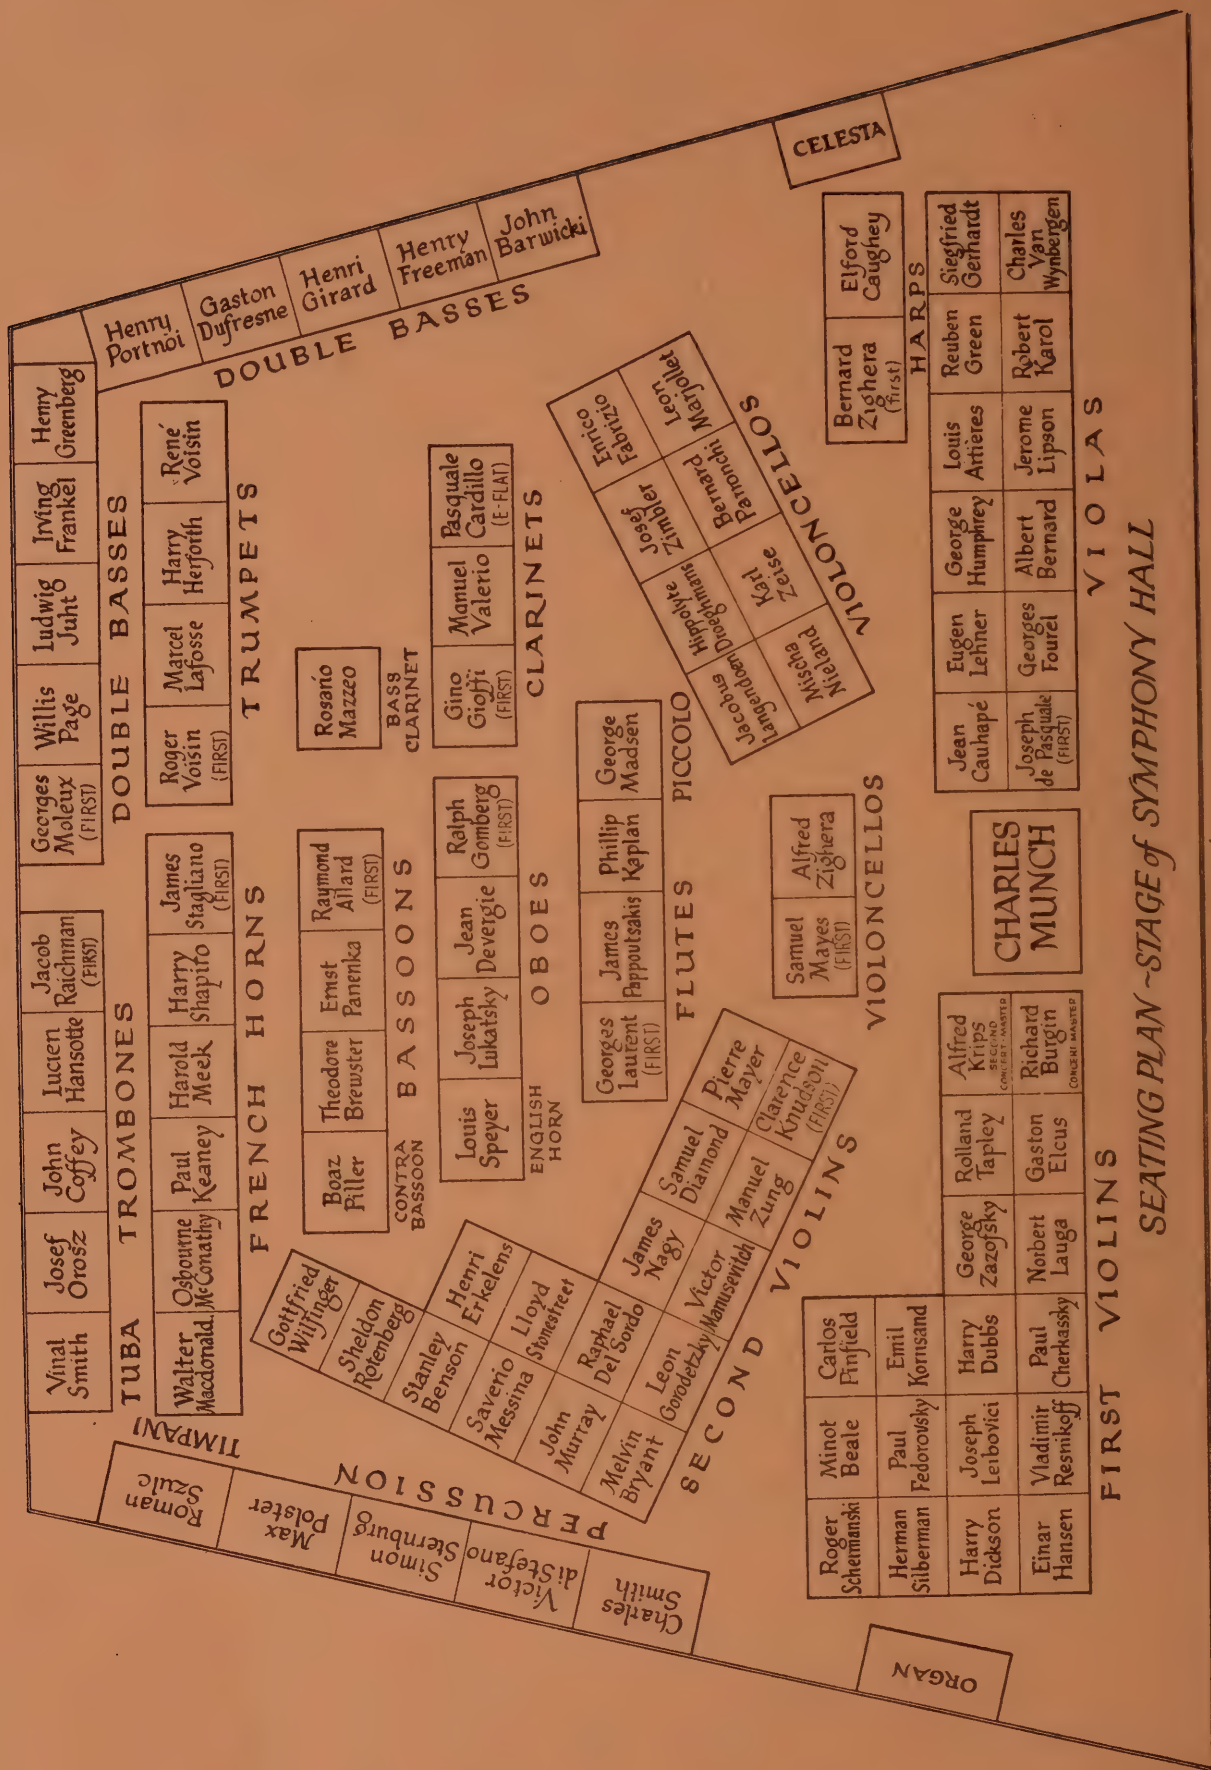 Vinal
Smith
Josef
Orosz
John
Coffey
Lucien
Hansotte
Jacob
Raichman
(FIRST)
Georges
Moleux
(FIRST)
Willis
Page
Ludwig
Juht
Irving
Frankel
Henry
Greenberg
TUBA
TROMBONES
DOUBLE BASSES
Henry
Portnoi
Gaston
Dufresne
Henri
Girard
Henry
Freeman
John
Barwicki
DOUBLE BASSES
Walter
Macdonald
Osbourne
McConathy
Paul
Keaney
Harold
Meek
Harry
Shapiro
James
Stagliano
(FIRST)
FRENCH HORNS
Roger
Voisin
(FIRST)
Marcel
Lafosse
Harry
Herforth
René
Voisin
TRUMPETS
TIMPANI
Roman
Szulc
Max
Polster
Simon
Sternburg
Victor
diStefano
Charles
Smith
PERCUSSION
Boaz
Piller
Theodore
Brewster
Ernst
Panenka
Raymond
Allard
(FIRST)
CONTRA
BASSOON
BASSOONS
Rosario
Mazzeo
BASS
CLARINET
Louis
Speyer
Joseph
Lukatsky
Jean
Devergie
Ralph
Gomberg
(FIRST)
ENGLISH
HORN
OBOES
Gino
Cioffi
(FIRST)
Manuel
Valerio
Pasquale
Cardillo
(E-FLAT)
CLARINETS
Georges
Laurent
(FIRST)
James
Pappoutsakis
Phillip
Kaplan
George
Madsen
FLUTES
PICCOLO
Gottfried
Wilfinger
Sheldon
Rotenberg
Stanley
Benson
Henri
Erkelens
Saverio
Messina
Lloyd
Stonestreet
John
Murray
Raphael
Del Sordo
James
Nagy
Samuel
Diamond
Pierre
Mayer
Melvin
Bryant
Leon
Gorodetzky
Victor
Manusevitch
Manuel
Zung
Clarence
Knudson
(FIRST)
SECOND VIOLINS
Samuel
Mayes
(FIRST)
Alfred
Zighera
VIOLONCELLOS
Jacobus
Langendoen
Hippolyte
Droeghmans
Josef
Zimbler
Enrico
Fabrizio
Mischa
Nieland
Karl
Zeise
Bernard
Parronchi
Leon
Marjollet
VIOLONCELLOS
CELESTA
Bernard
Zighera
(first)
Elford
Caughey
HARPS
Roger
Schermanski
Minot
Beale
Carlos
Pinfield
Herman
Silberman
Paul
Fedorovsky
Emil
Kornsand
Harry
Dickson
Joseph
Leibovici
Harry
Dubbs
George
Zazofsky
Rolland
Tapley
Alfred
Krips
SECOND
CONCERT-MASTER
Einar
Hansen
Vladimir
Resnikoff
Paul
Cherkassky
Norbert
Lauga
Gaston
Elcus
Richard
Burgin
CONCERT-MASTER
FIRST VIOLINS
CHARLES
MUNCH
Jean
Cauhapé
Eugen
Lehner
George
Humphrey
Louis
Artières
Reuben
Green
Siegfried
Gerhardt
Joseph
de Pasquale
(FIRST)
Georges
Fourel
Albert
Bernard
Jerome
Lipson
Robert
Karol
Charles
Van
Wynbergen
VIOLAS
ORGAN
SEATING PLAN ~ STAGE of SYMPHONY HALL